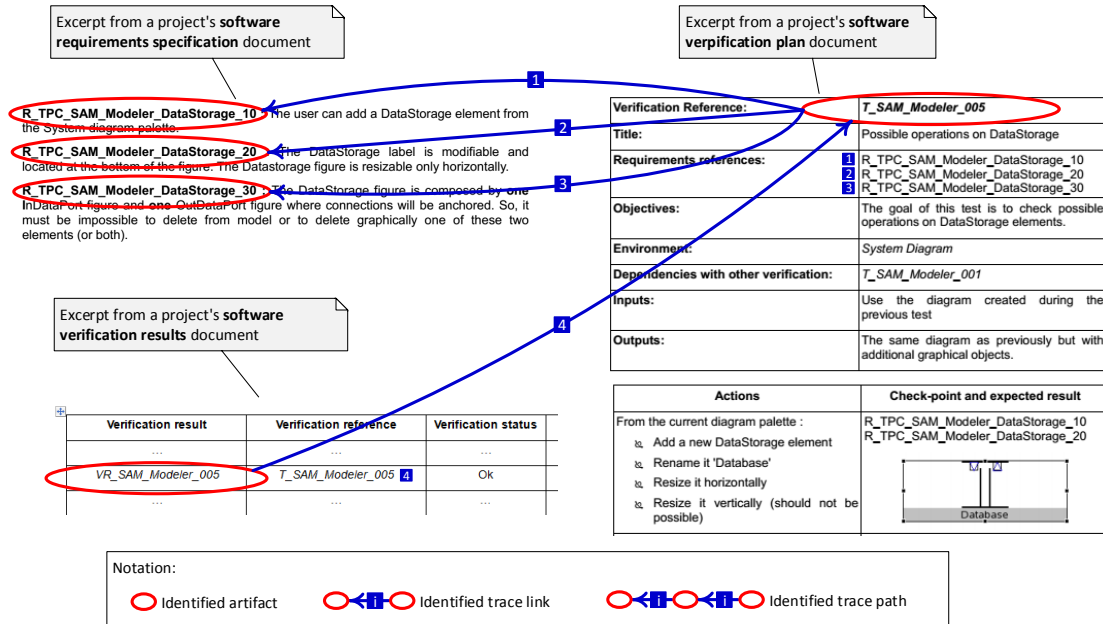 Excerpt from a project's software
requirements specification document
Excerpt from a project's software
verpification plan document
1
R_TPC_SAM_Modeler_DataStorage_10 : The user can add a DataStorage element from
the System diagram palette.
2
R_TPC_SAM_Modeler_DataStorage_20 : The DataStorage label is modifiable and
located at the bottom of the figure. The Datastorage figure is resizable only horizontally.
3
R_TPC_SAM_Modeler_DataStorage_30 : The DataStorage figure is composed by one
InDataPort figure and one OutDataPort figure where connections will be anchored. So, it
must be impossible to delete from model or to delete graphically one of these two
elements (or both).
Verification Reference: T_SAM_Modeler_005
Title: Possible operations on DataStorage
Requirements references: 1 R_TPC_SAM_Modeler_DataStorage_10
2 R_TPC_SAM_Modeler_DataStorage_20
3 R_TPC_SAM_Modeler_DataStorage_30
Objectives: The goal of this test is to check possible
operations on DataStorage elements.
Environment: System Diagram
Dependencies with other verification: T_SAM_Modeler_001
Inputs: Use the diagram created during the
previous test
Outputs: The same diagram as previously but with
additional graphical objects.
Excerpt from a project's software
verification results document
4
Verification result Verification reference Verification status
... ... ...
VR_SAM_Modeler_005 T_SAM_Modeler_005 4 Ok
... ... ...
Actions Check-point and expected result
From the current diagram palette :
Add a new DataStorage element
Rename it 'Database'
Resize it horizontally
Resize it vertically (should not be
possible)
R_TPC_SAM_Modeler_DataStorage_10
R_TPC_SAM_Modeler_DataStorage_20
Database
Notation:
Identified artifact i Identified trace link i i Identified trace path